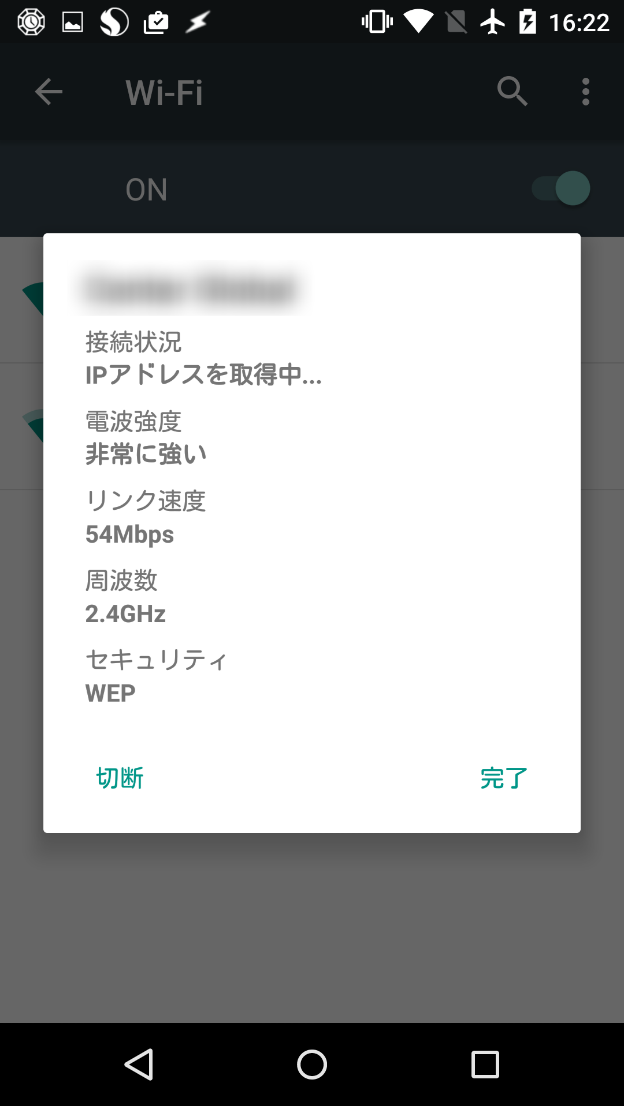 16:22
Wi-Fi
ON
接続状況
IPアドレスを取得中...
電波強度
非常に強い
リンク速度
54Mbps
周波数
2.4GHz
セキュリティ
WEP
切断
完了